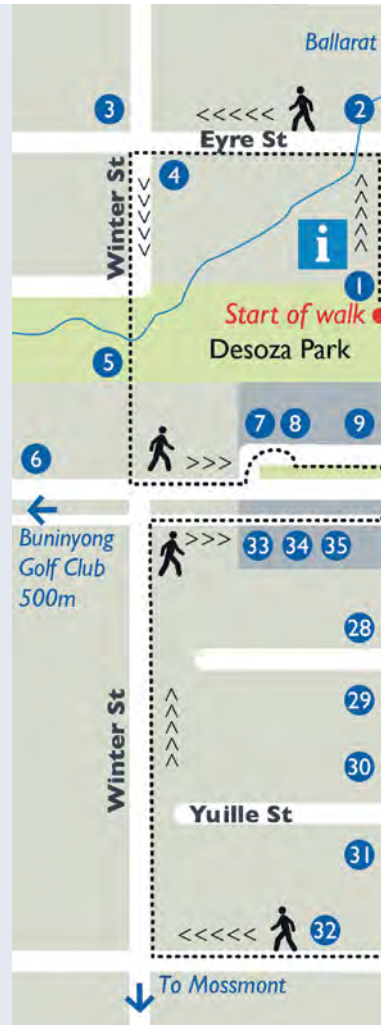 Ballarat
3
<<<<<
2
Eyre St
Winter St
4
<<<<<
<<<<<
i
1
Start of walk
Desoza Park
5
7
8
9
6
>>>
Buninyong
Golf Club
500m
>>>
33
34
35
28
Winter St
<<<<<
29
30
Yuille St
31
<<<<<
32
To Mossmont